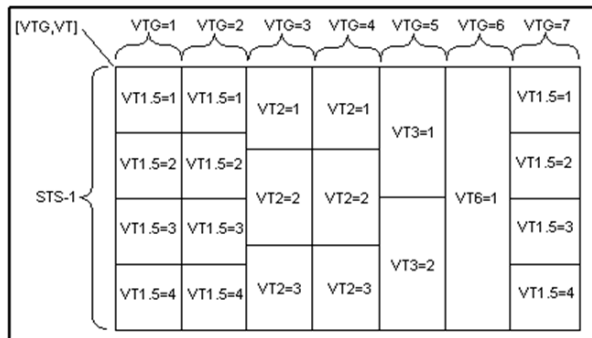 [VTG,VT] VTG=1 VTG=2 VTG=3 VTG=4 VTG=5 VTG=6 VTG=7
VT1.5=1 VT1.5=1 VT2=1 VT2=1 VT3=1 VT1.5=1
VT1.5=2 VT1.5=2 VT1.5=2
STS-1 VT2=2 VT2=2 VT6=1
VT1.5=3 VT1.5=3 VT1.5=3
VT3=2
VT1.5=4 VT1.5=4 VT2=3 VT2=3 VT1.5=4